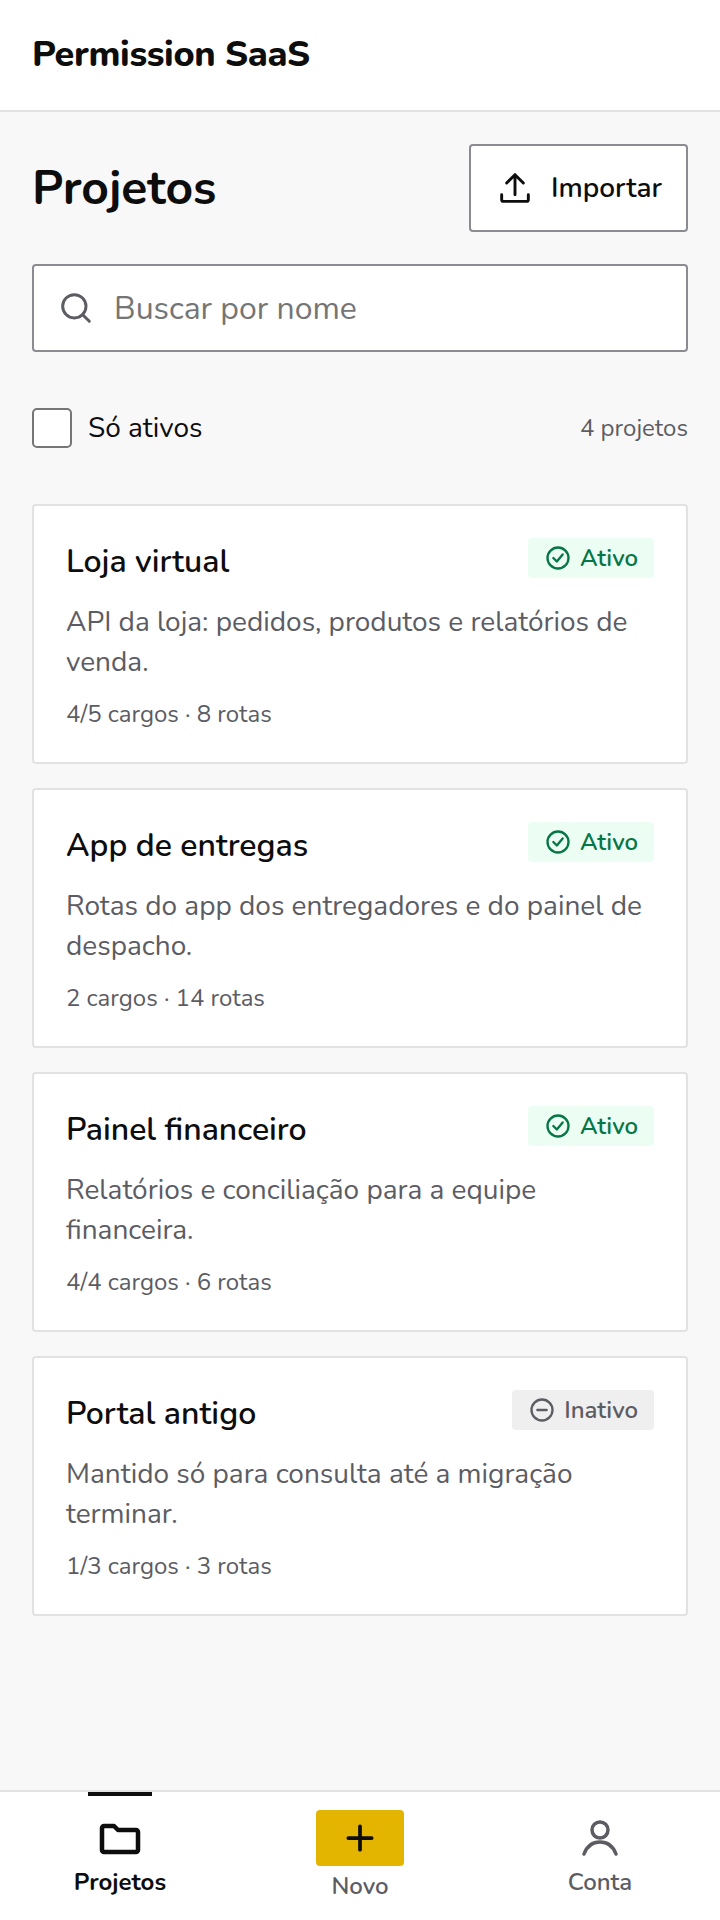 Permission SaaS
Projetos
Importar
Buscar por nome
Só ativos
4 projetos
Loja virtual
Ativo
API da loja: pedidos, produtos e relatórios de
venda.
4/5 cargos · 8 rotas
App de entregas
Ativo
Rotas do app dos entregadores e do painel de
despacho.
2 cargos · 14 rotas
Painel financeiro
Ativo
Relatórios e conciliação para a equipe
financeira.
4/4 cargos · 6 rotas
Portal antigo
Inativo
Mantido só para consulta até a migração
terminar.
1/3 cargos · 3 rotas
Projetos
Novo
Conta